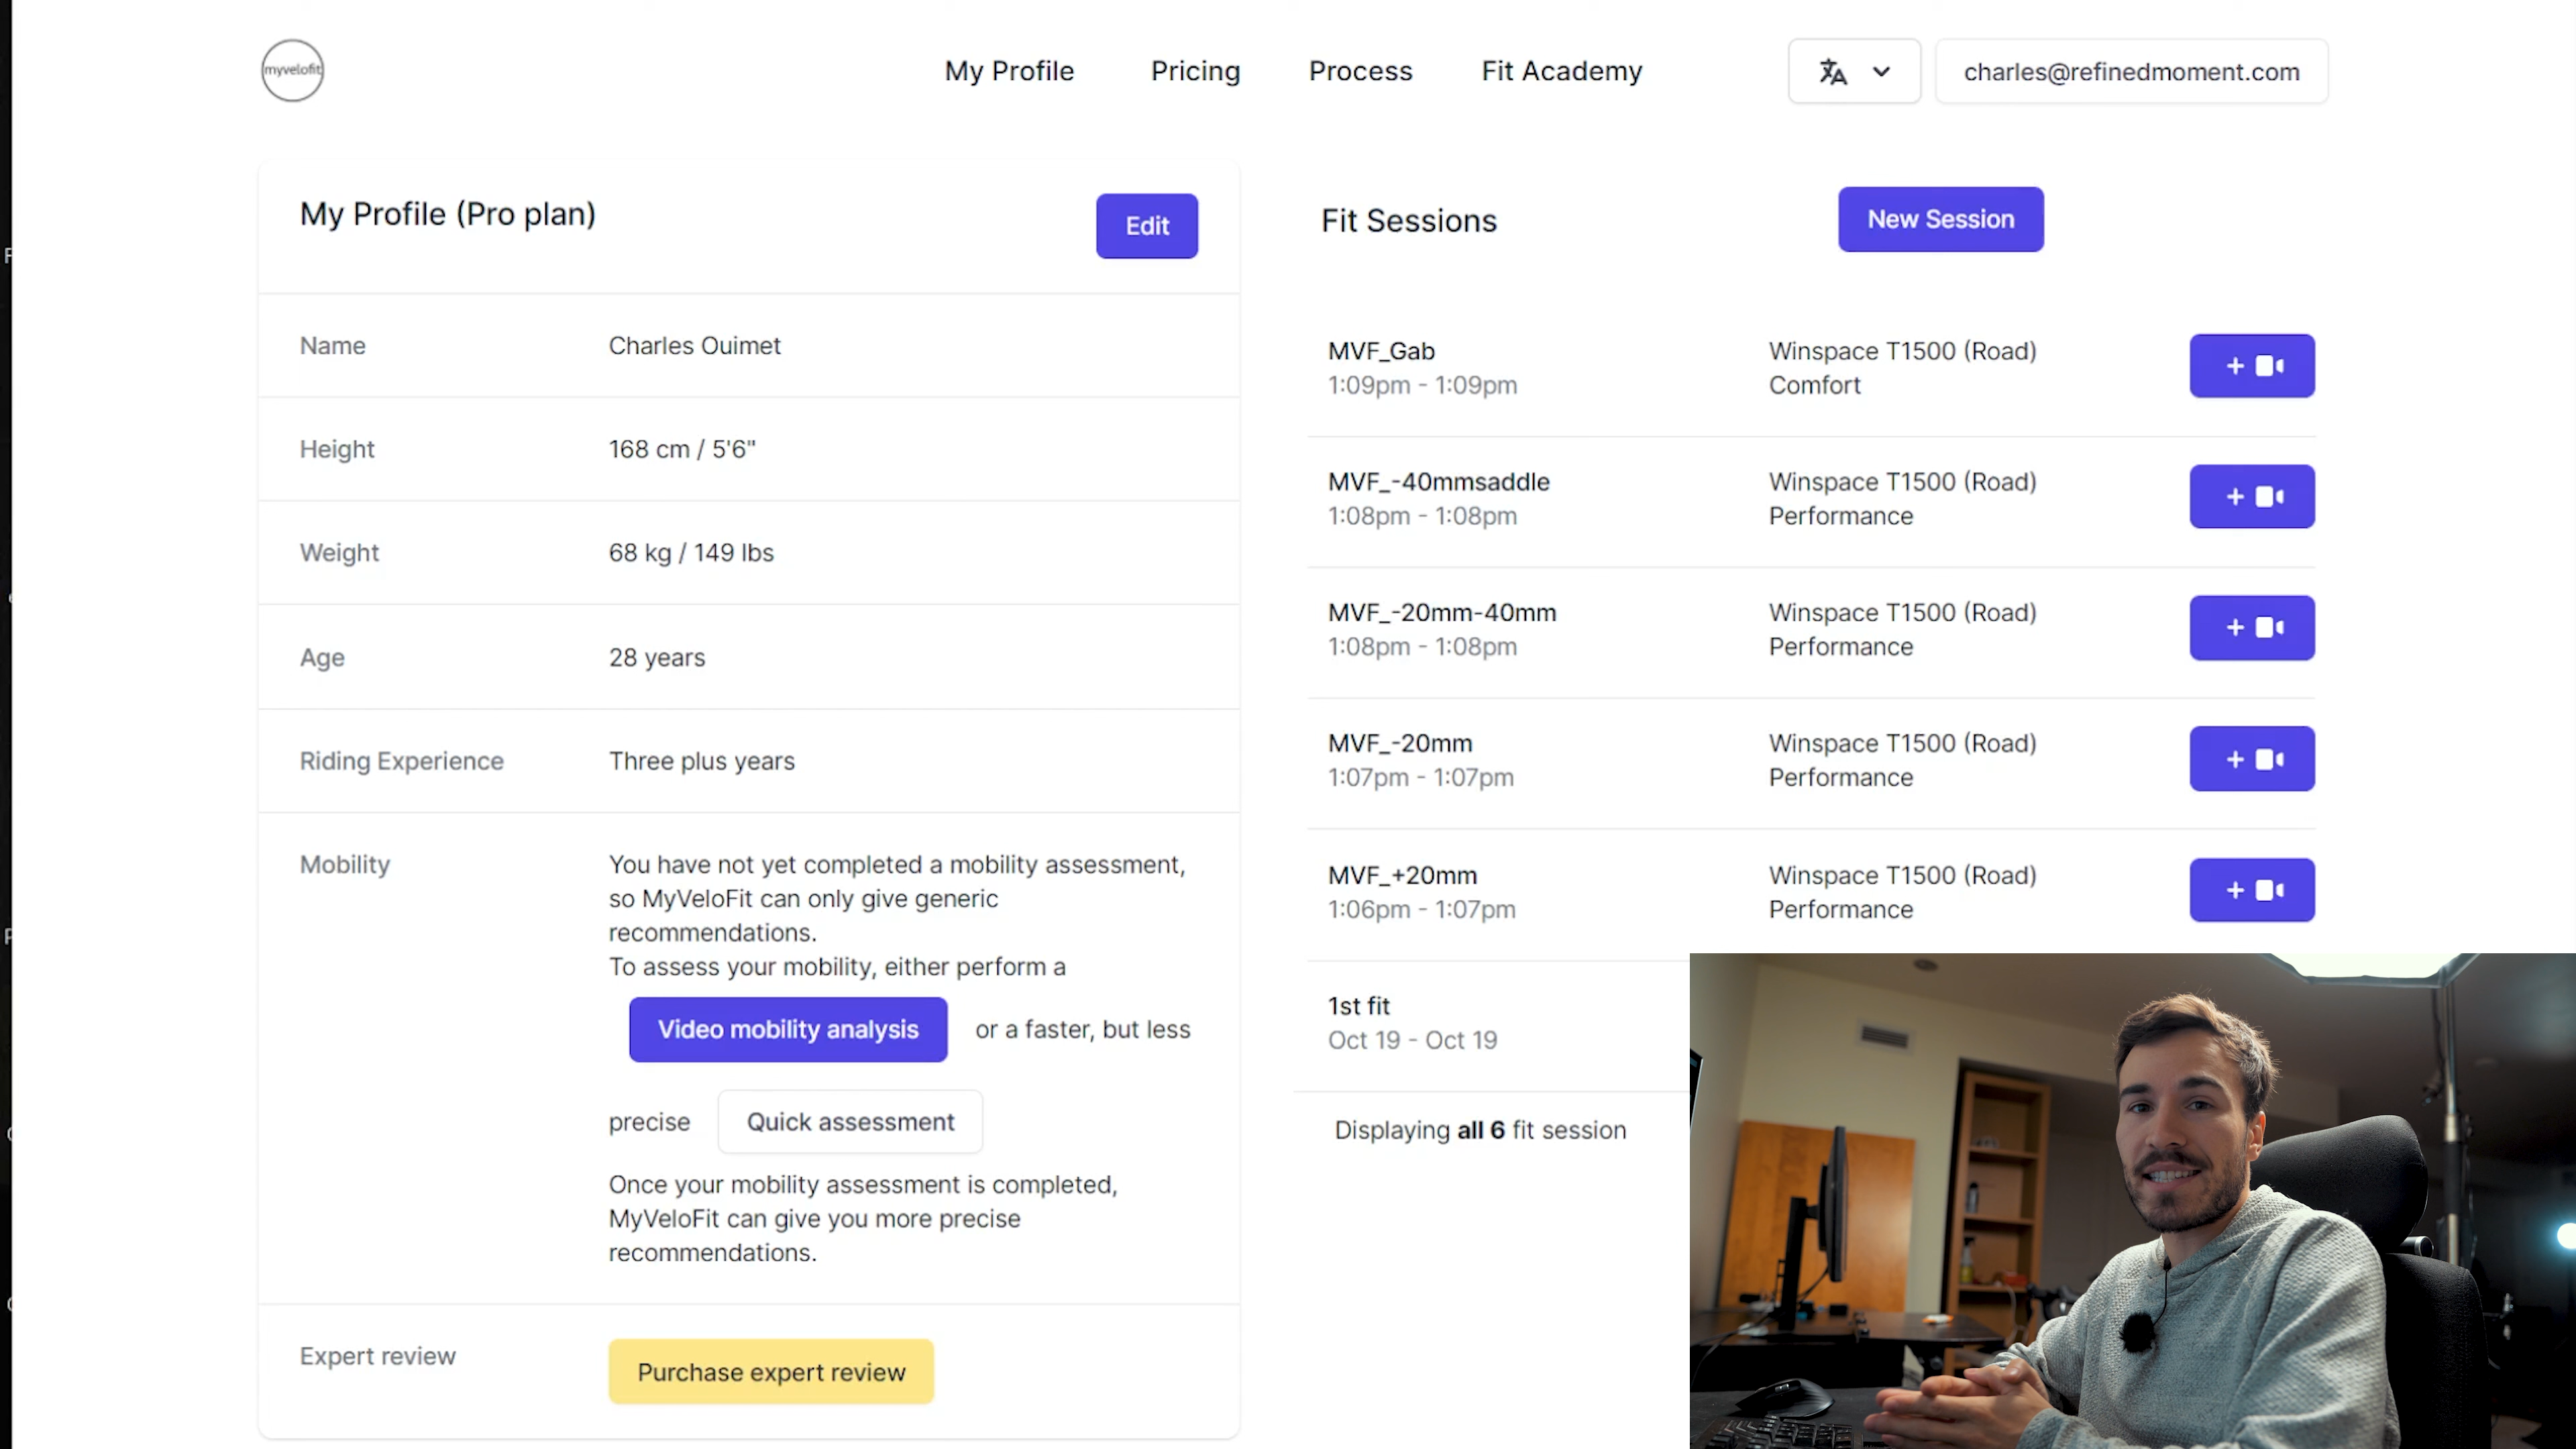 myvelofit
My Profile
Pricing
Process
Fit Academy
charles@refinedmoment.com
My Profile (Pro plan)
Edit
Name
Charles Ouimet
Height
168 cm / 5'6"
Weight
68 kg / 149 lbs
Age
28 years
Riding Experience
Three plus years
Mobility
You have not yet completed a mobility assessment,
so MyVeloFit can only give generic
recommendations.
To assess your mobility, either perform a
Video mobility analysis or a faster, but less
precise Quick assessment
Once your mobility assessment is completed,
MyVeloFit can give you more precise
recommendations.
Expert review
Purchase expert review
Fit Sessions
New Session
MVF_Gab
1:09pm - 1:09pm
Winspace T1500 (Road)
Comfort
+
MVF_-40mmsaddle
1:08pm - 1:08pm
Winspace T1500 (Road)
Performance
+
MVF_-20mm-40mm
1:08pm - 1:08pm
Winspace T1500 (Road)
Performance
+
MVF_-20mm
1:07pm - 1:07pm
Winspace T1500 (Road)
Performance
+
MVF_+20mm
1:06pm - 1:07pm
Winspace T1500 (Road)
Performance
+
1st fit
Oct 19 - Oct 19
Displaying all 6 fit session